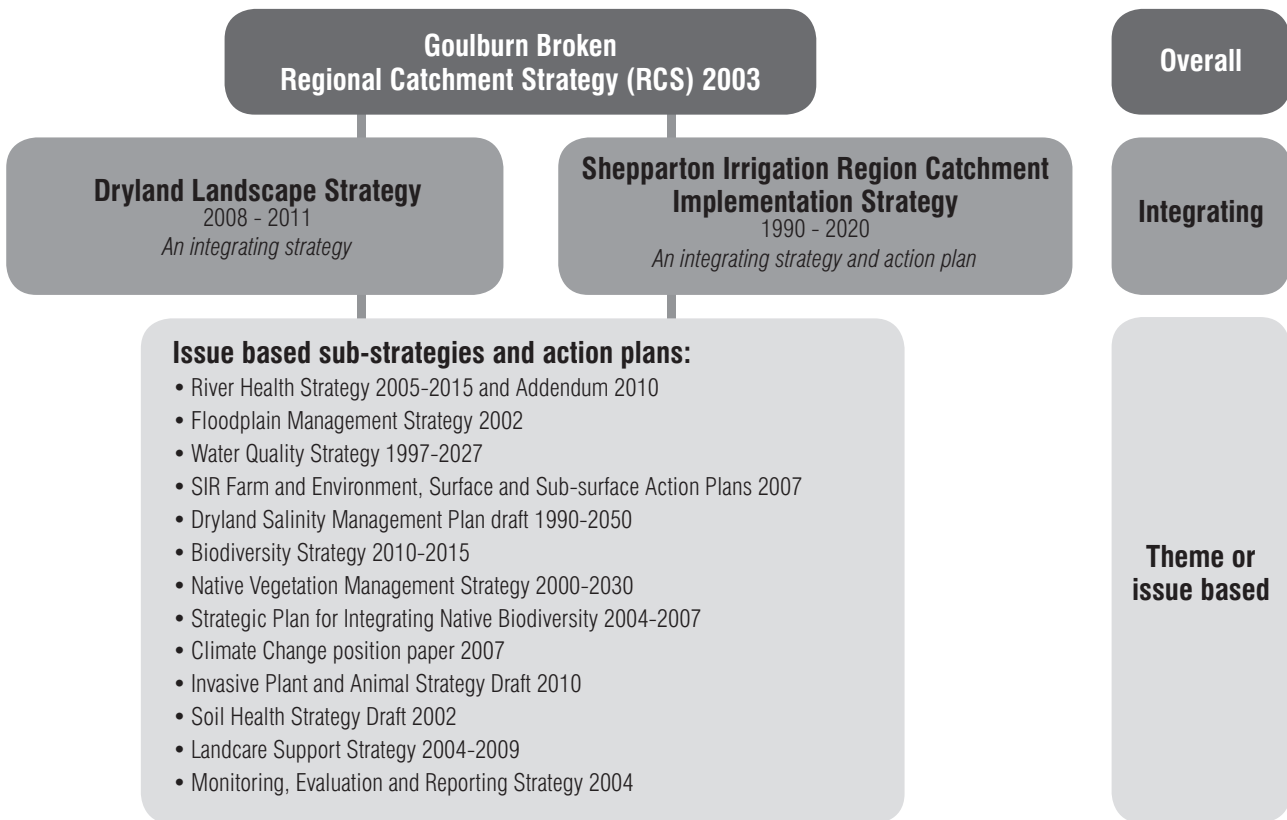 Goulburn Broken
Regional Catchment Strategy (RCS) 2003
Overall
Dryland Landscape Strategy
2008 - 2011
An integrating strategy
Shepparton Irrigation Region Catchment
Implementation Strategy
1990 - 2020
An integrating strategy and action plan
Integrating
Issue based sub-strategies and action plans:
• River Health Strategy 2005-2015 and Addendum 2010
• Floodplain Management Strategy 2002
• Water Quality Strategy 1997-2027
• SIR Farm and Environment, Surface and Sub-surface Action Plans 2007
• Dryland Salinity Management Plan draft 1990-2050
• Biodiversity Strategy 2010-2015
• Native Vegetation Management Strategy 2000-2030
• Strategic Plan for Integrating Native Biodiversity 2004-2007
• Climate Change position paper 2007
• Invasive Plant and Animal Strategy Draft 2010
• Soil Health Strategy Draft 2002
• Landcare Support Strategy 2004-2009
• Monitoring, Evaluation and Reporting Strategy 2004
Theme or
issue based